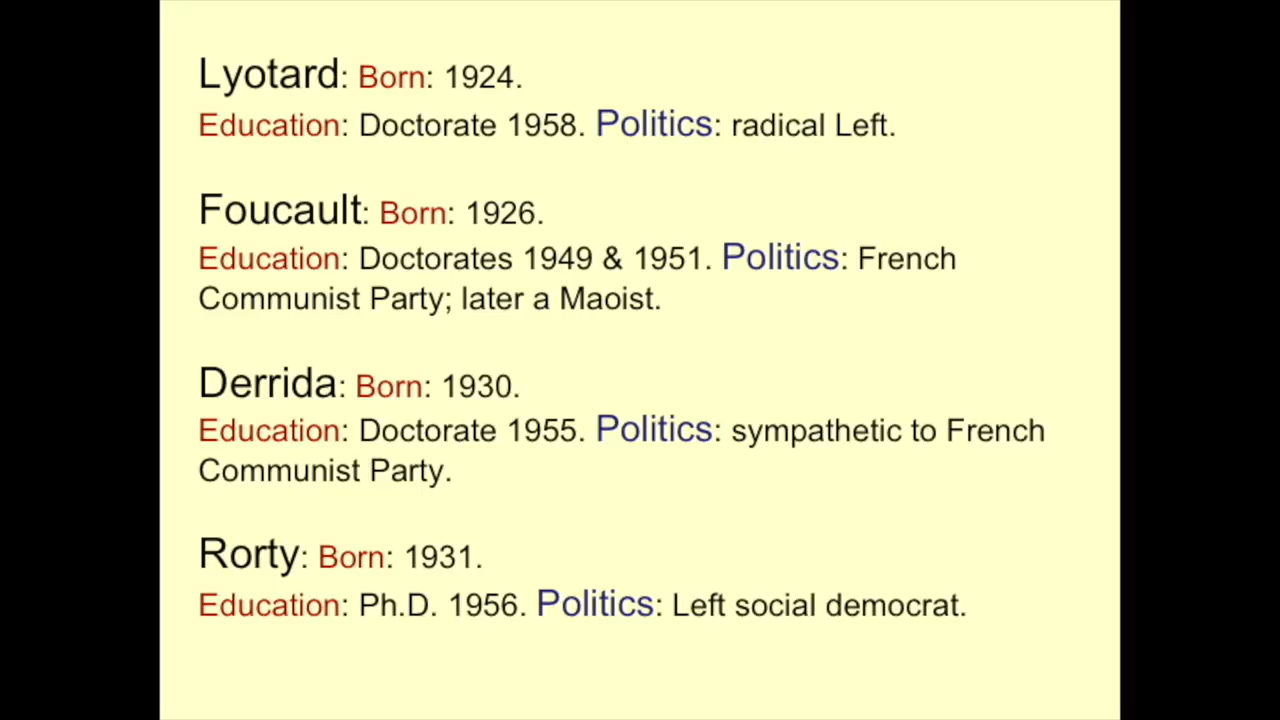 Lyotard: Born: 1924.
Education: Doctorate 1958. Politics: radical Left.
Foucault: Born: 1926.
Education: Doctorates 1949 & 1951. Politics: French
Communist Party; later a Maoist.
Derrida: Born: 1930.
Education: Doctorate 1955. Politics: sympathetic to French
Communist Party.
Rorty: Born: 1931.
Education: Ph.D. 1956. Politics: Left social democrat.